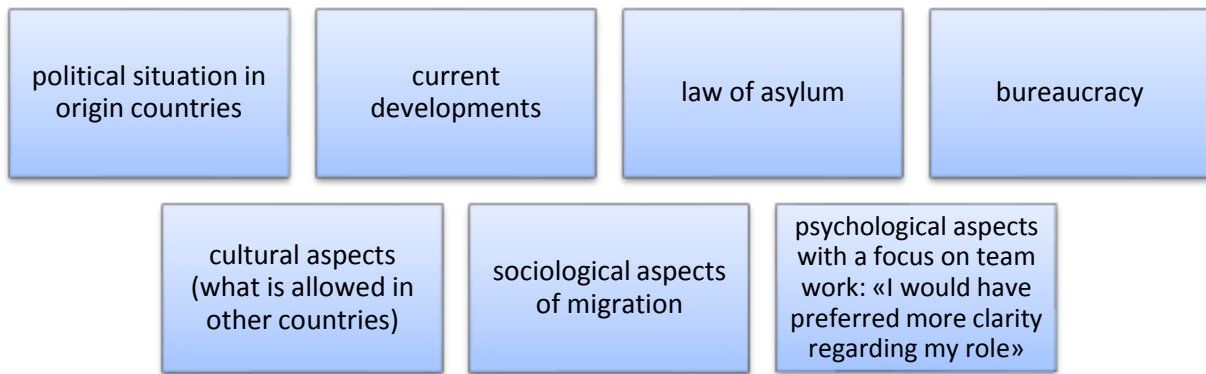 political situation in
origin countries
current
developments
law of asylum
bureaucracy
cultural aspects
(what is allowed in
other countries)
sociological aspects
of migration
psychological aspects
with a focus on team
work: «I would have
preferred more clarity
regarding my role»